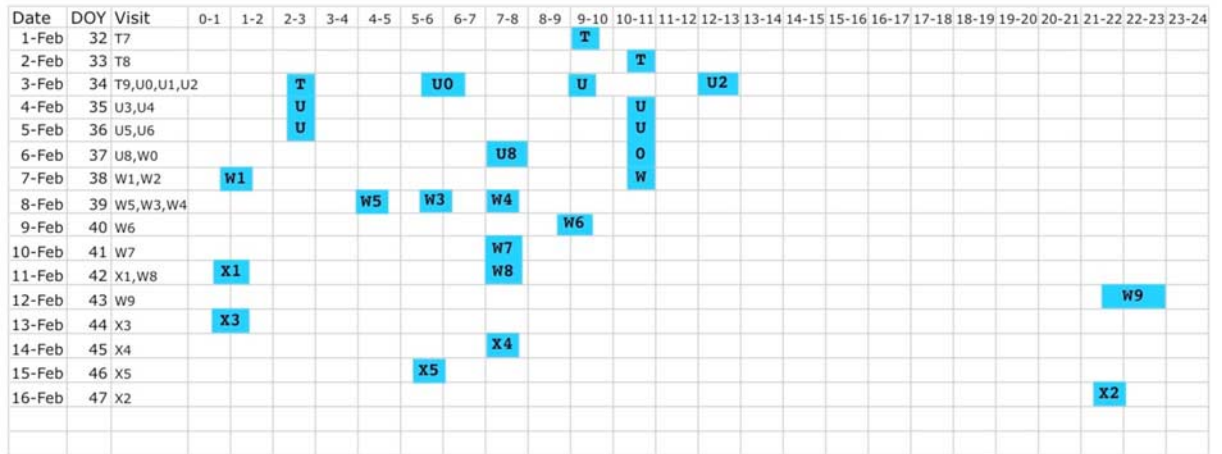 Date DOY Visit 0-1 1-2 2-3 3-4 4-5 5-6 6-7 7-8 8-9 9-10 10-11 11-12 12-13 13-14 14-15 15-16 16-17 17-18 18-19 19-20 20-21 21-22 22-23 23-24
1-Feb 32 T7 T
2-Feb 33 T8 T
3-Feb 34 T9,U0,U1,U2 T U0 U U2
4-Feb 35 U3,U4 U U
5-Feb 36 U5,U6 U U
6-Feb 37 U8,W0 U8 0
7-Feb 38 W1,W2 W1 W
8-Feb 39 W5,W3,W4 W5 W3 W4
9-Feb 40 W6 W6
10-Feb 41 W7 W7
11-Feb 42 X1,W8 X1 W8
12-Feb 43 W9 W9
13-Feb 44 X3 X3
14-Feb 45 X4 X4
15-Feb 46 X5 X5
16-Feb 47 X2 X2